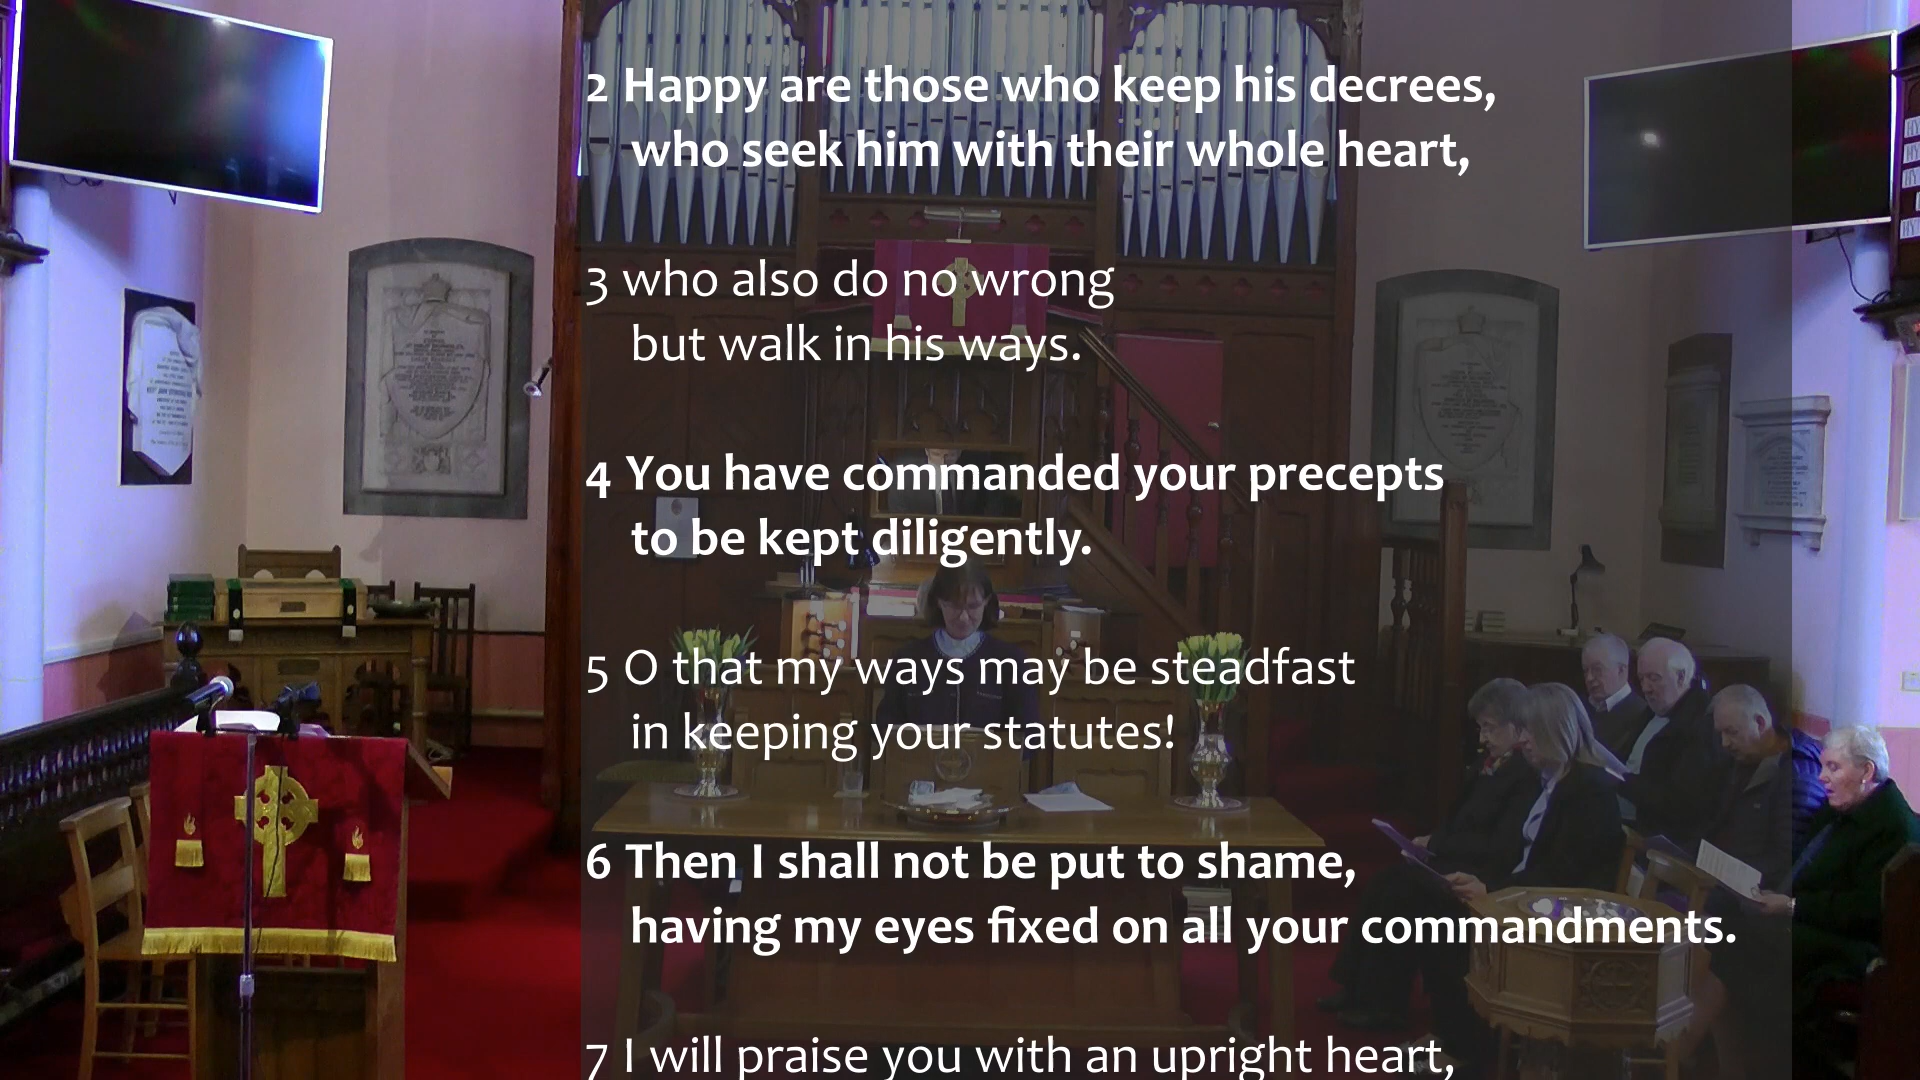 2 Happy are those who keep his decrees,
who seek him with their whole heart,
3 who also do no wrong
but walk in his ways.
4 You have commanded your precepts
to be kept diligently.
5 O that my ways may be steadfast
in keeping your statutes!
6 Then I shall not be put to shame,
having my eyes fixed on all your commandments.
7 I will praise you with an upright heart,